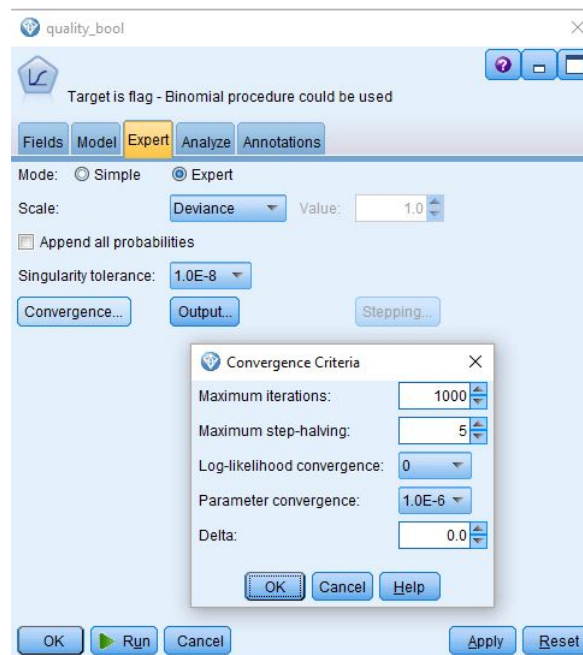 quality_bool
Target is flag - Binomial procedure could be used
Fields Model Expert Analyze Annotations
Mode: Simple Expert
Scale: Deviance Value: 1.0
Append all probabilities
Singularity tolerance: 1.0E-8
Convergence... Output... Stepping...
Convergence Criteria
Maximum iterations: 1000
Maximum step-halving: 5
Log-likelihood convergence: 0
Parameter convergence: 1.0E-6
Delta: 0.0
OK Cancel Help
OK Run Cancel Apply Reset